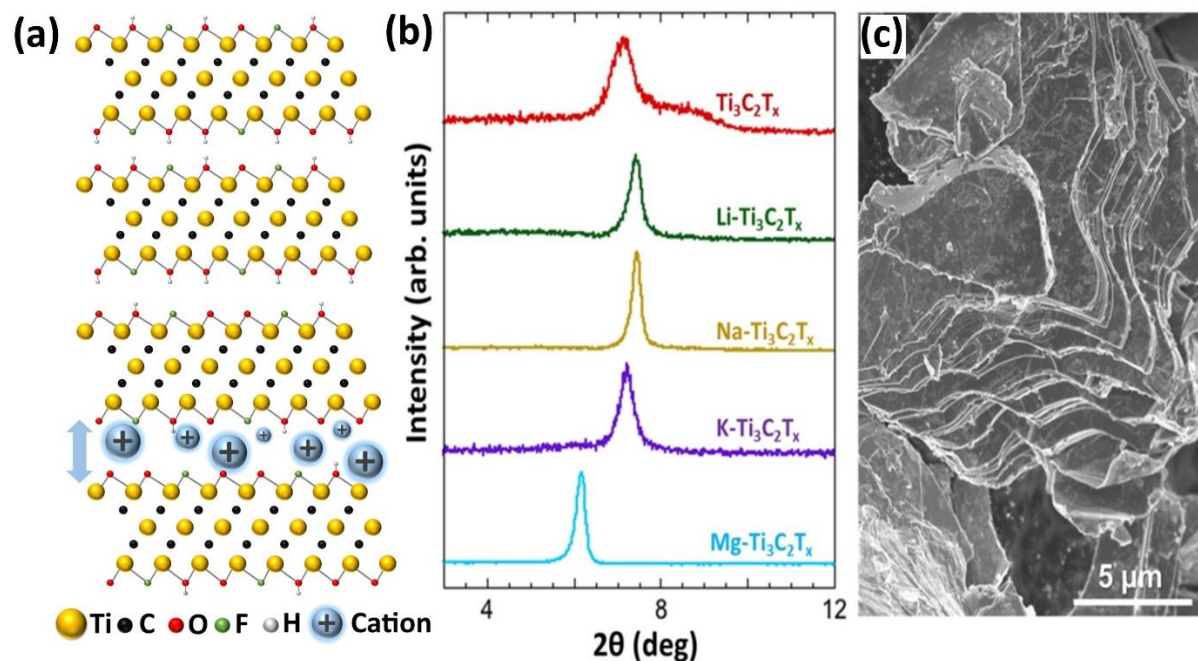 (a)
Ti C O F H Cation
(b)
Intensity (arb. units)
Ti₃C₂Tₓ
Li-Ti₃C₂Tₓ
Na-Ti₃C₂Tₓ
K-Ti₃C₂Tₓ
Mg-Ti₃C₂Tₓ
4 8 12
2θ (deg)
(c)
5 µm